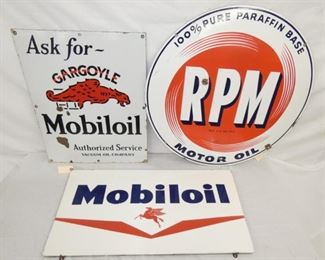 Ask for-
GARGOYLE
Mobiloil
Authorized Service
VACUUM OIL COMPANY
100% PURE PARAFFIN BASE
RPM
MOTOR OIL
Mobiloil